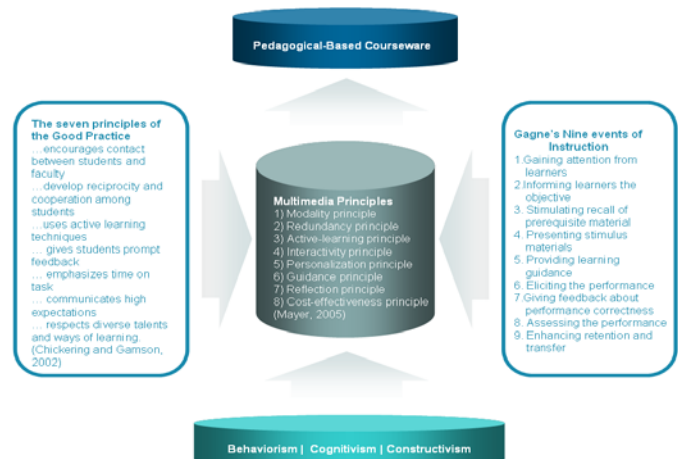 Pedagogical-Based Courseware
The seven principles of
the Good Practice
…encourages contact
between students and
faculty
…develop reciprocity and
cooperation among
students
…uses active learning
techniques
… gives students prompt
feedback
… emphasizes time on
task
… communicates high
expectations
… respects diverse talents
and ways of learning.
(Chickering and Gamson,
2002)
Multimedia Principles
1) Modality principle
2) Redundancy principle
3) Active-learning principle
4) Interactivity principle
5) Personalization principle
6) Guidance principle
7) Reflection principle
8) Cost-effectiveness principle
(Mayer, 2005)
Gagne's Nine events of
Instruction
1.Gaining attention from
learners
2.Informing learners the
objective
3. Stimulating recall of
prerequisite material
4. Presenting stimulus
materials
5. Providing learning
guidance
6. Eliciting the performance
7.Giving feedback about
performance correctness
8. Assessing the performance
9. Enhancing retention and
transfer
Behaviorism | Cognitivism | Constructivism